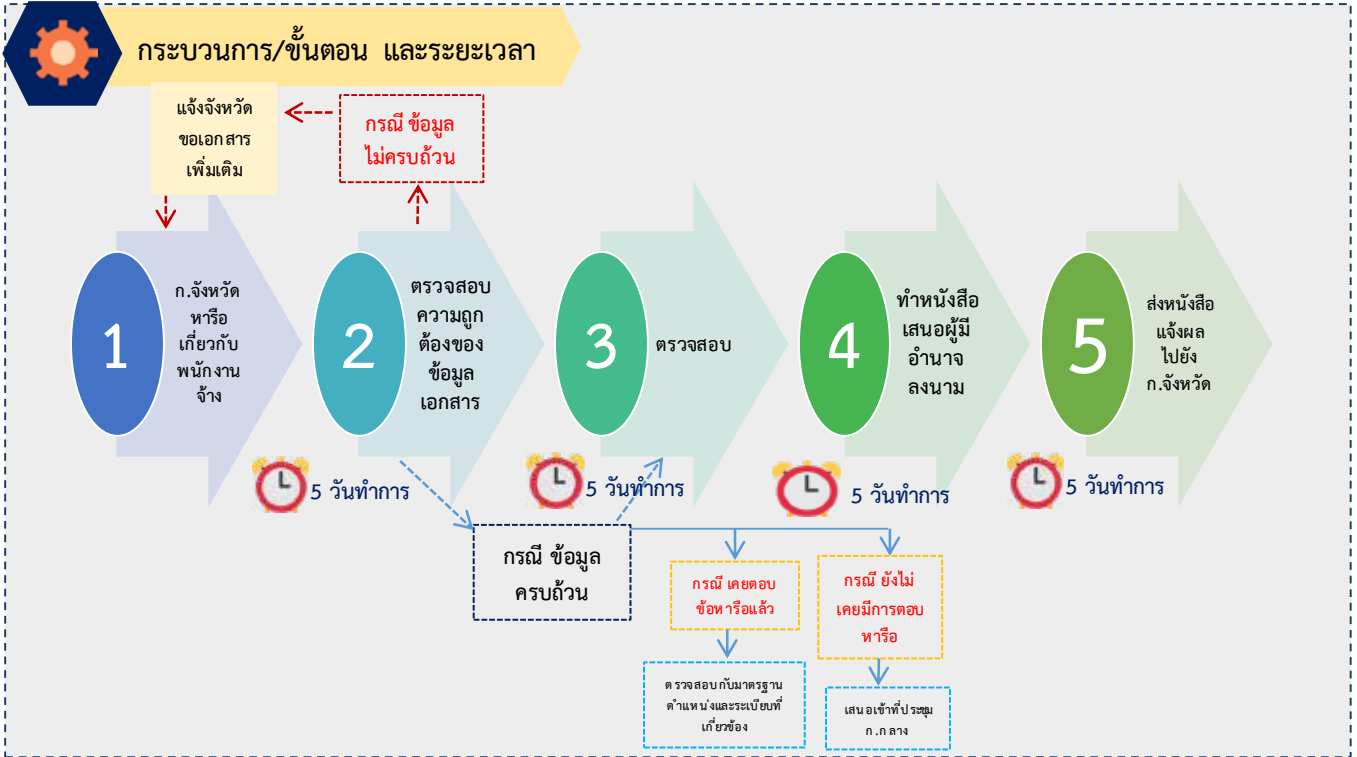 กระบวนการ/ขั้นตอน และระยะเวลา
แจ้งจังหวัด
ขอเอกสาร
เพิ่มเติม
กรณี ข้อมูล
ไม่ครบถ้วน
1
ก.จังหวัด
หารือ
เกี่ยวกับ
พนักงาน
จ้าง
2
ตรวจสอบ
ความถูก
ต้องของ
ข้อมูล
เอกสาร
3
ตรวจสอบ
4
ทำหนังสือ
เสนอผู้มี
อำนาจ
ลงนาม
5
ส่งหนังสือ
แจ้งผล
ไปยัง
ก.จังหวัด
5 วันทำการ
5 วันทำการ
5 วันทำการ
5 วันทำการ
กรณี ข้อมูล
ครบถ้วน
กรณี เคยตอบ
ข้อหารือแล้ว
กรณี ยังไม่
เคยมีการตอบ
หารือ
ตรวจสอบกับมาตรฐาน
ตำแหน่งและระเบียบที่
เกี่ยวข้อง
เสนอเข้าที่ประชุม
ก.กลาง